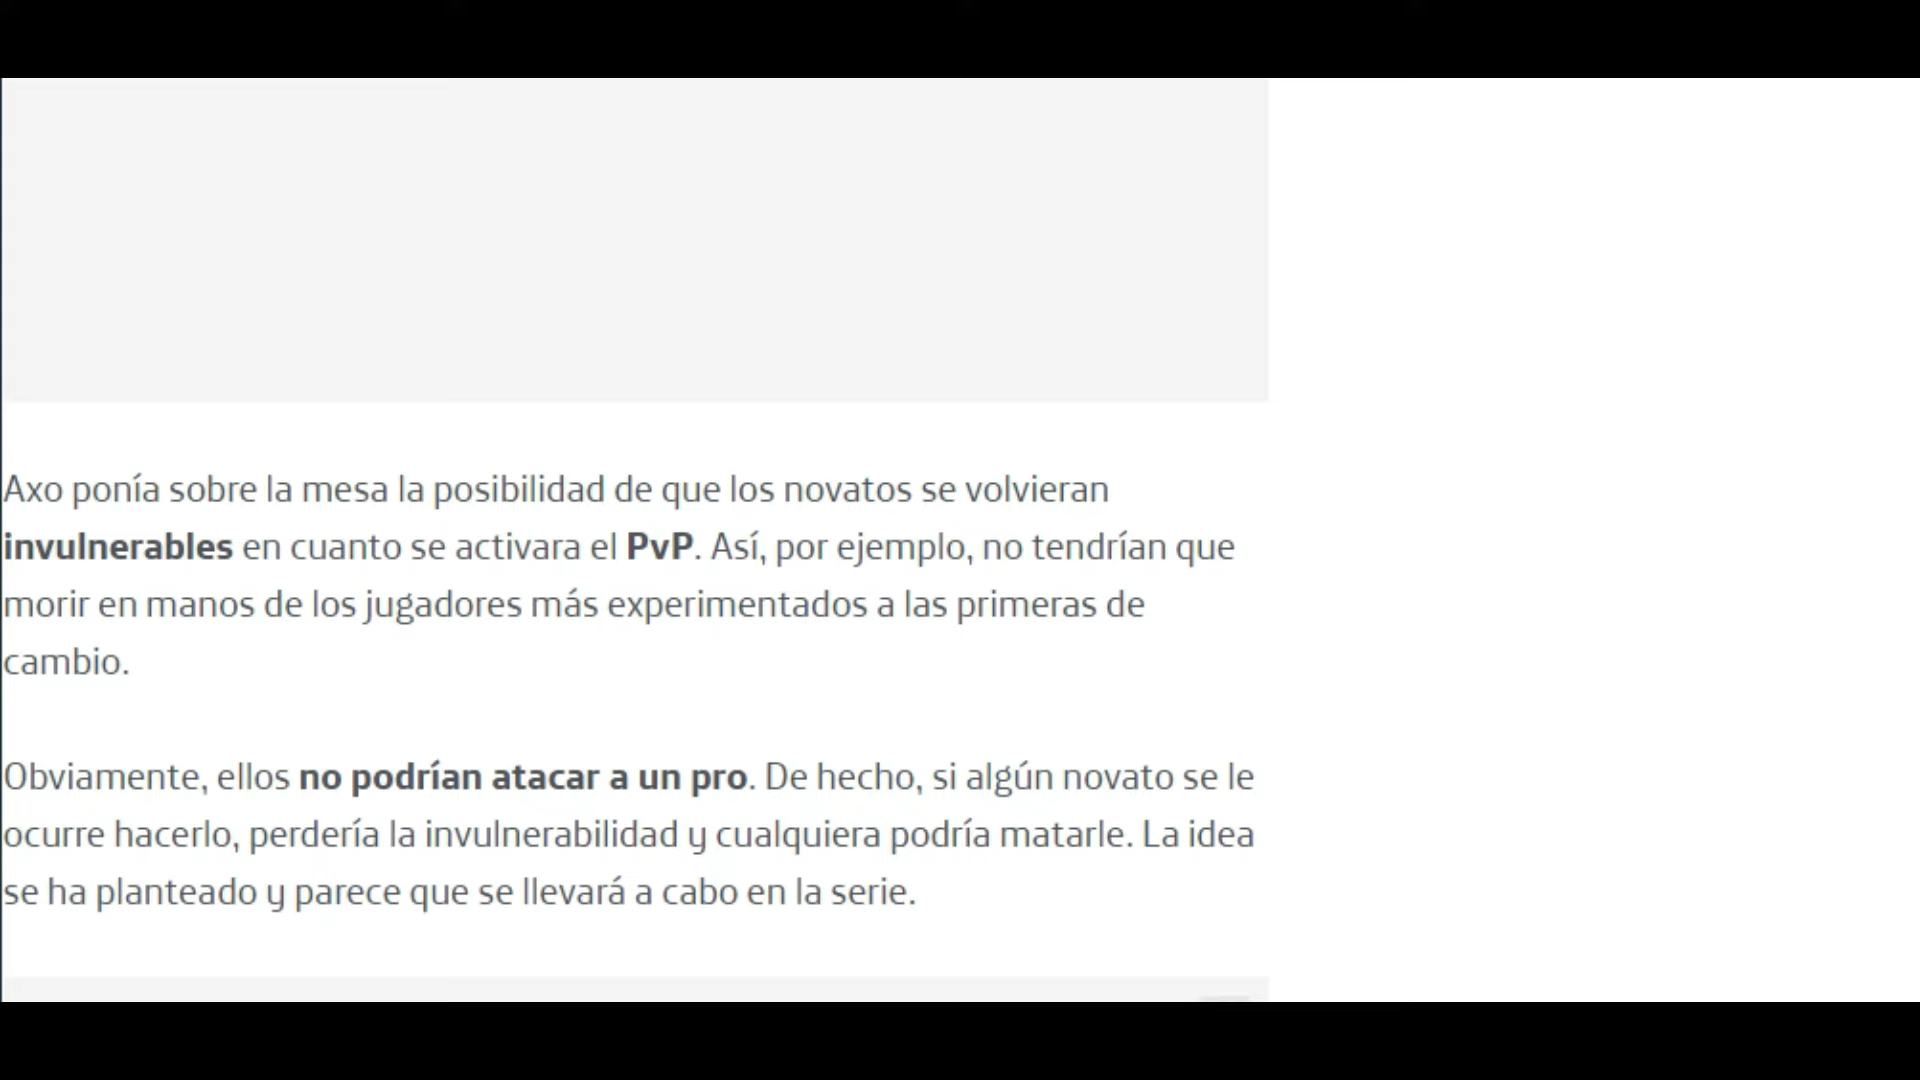 Axo ponía sobre la mesa la posibilidad de que los novatos se volvieran
invulnerables en cuanto se activara el PvP. Así, por ejemplo, no tendrían que
morir en manos de los jugadores más experimentados a las primeras de
cambio.
Obviamente, ellos no podrían atacar a un pro. De hecho, si algún novato se le
ocurre hacerlo, perdería la invulnerabilidad y cualquiera podría matarle. La idea
se ha planteado y parece que se llevará a cabo en la serie.